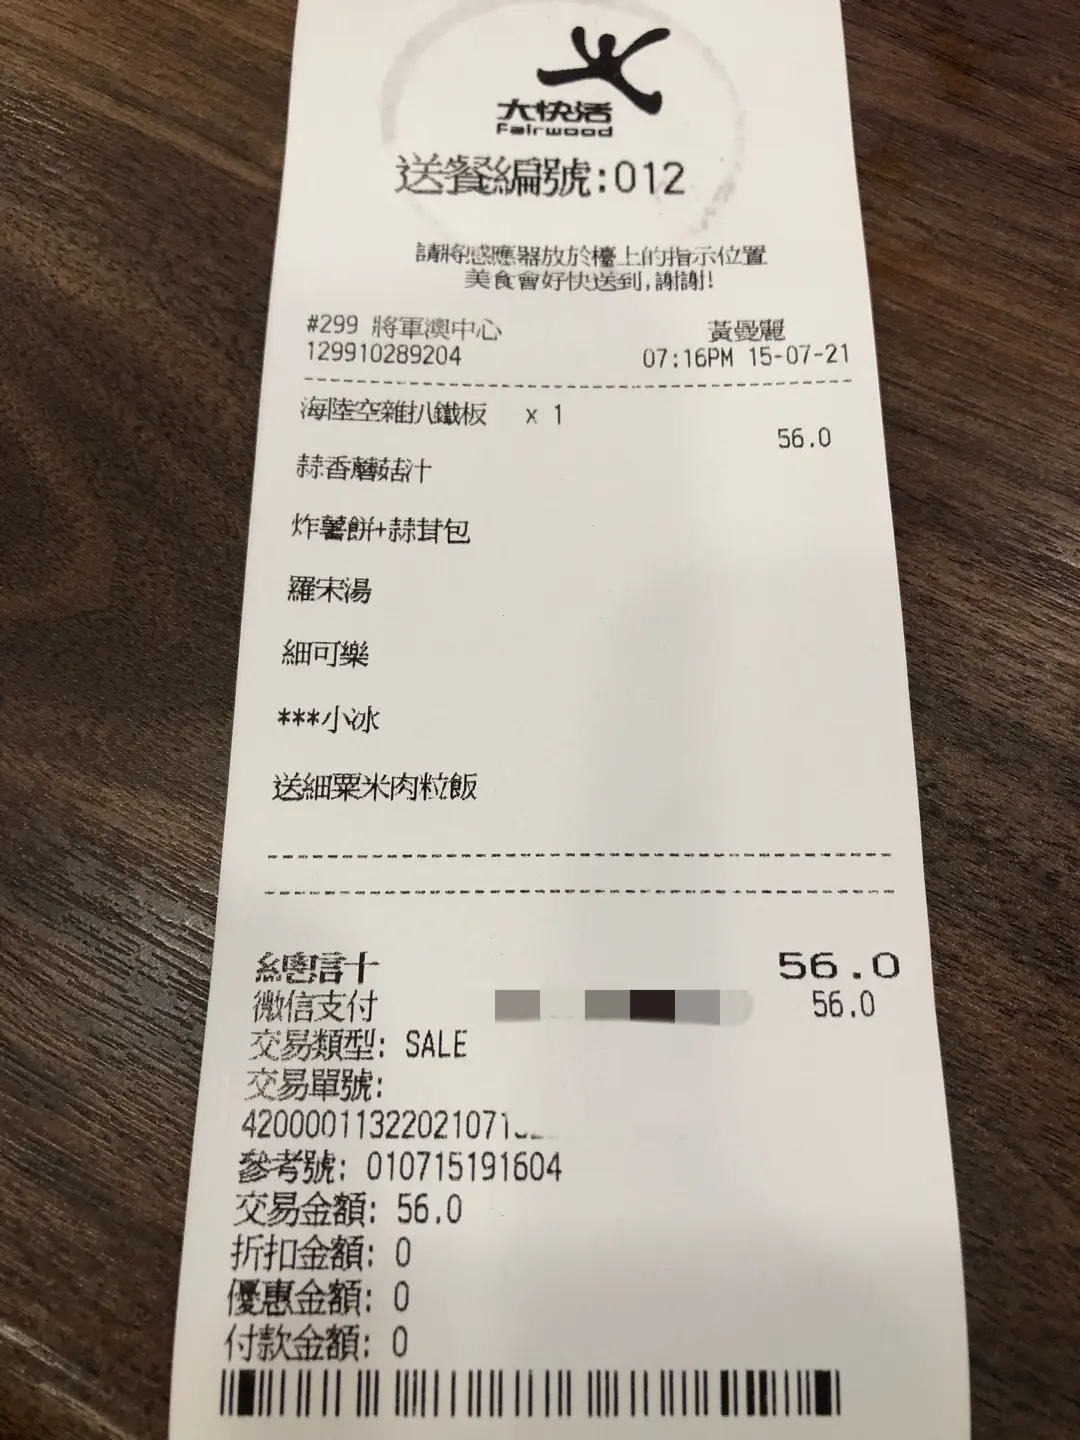 大快活
Fairwood
送餐編號:012
請將感應器放於檯上的指示位置
美食會好快送到,謝謝!
#299 將軍澳中心 黃曼麗
129910289204 07:16PM 15-07-21
海陸空雜扒鐵板 x 1
56.0
蒜香蘑菇汁
炸薯餅+蒜茸包
羅宋湯
細可樂
***小冰
送細粟米肉粒飯
總計 56.0
微信支付 56.0
交易類型: SALE
交易單號:
42000011322021071
參考號: 010715191604
交易金額: 56.0
折扣金額: 0
優惠金額: 0
付款金額: 0